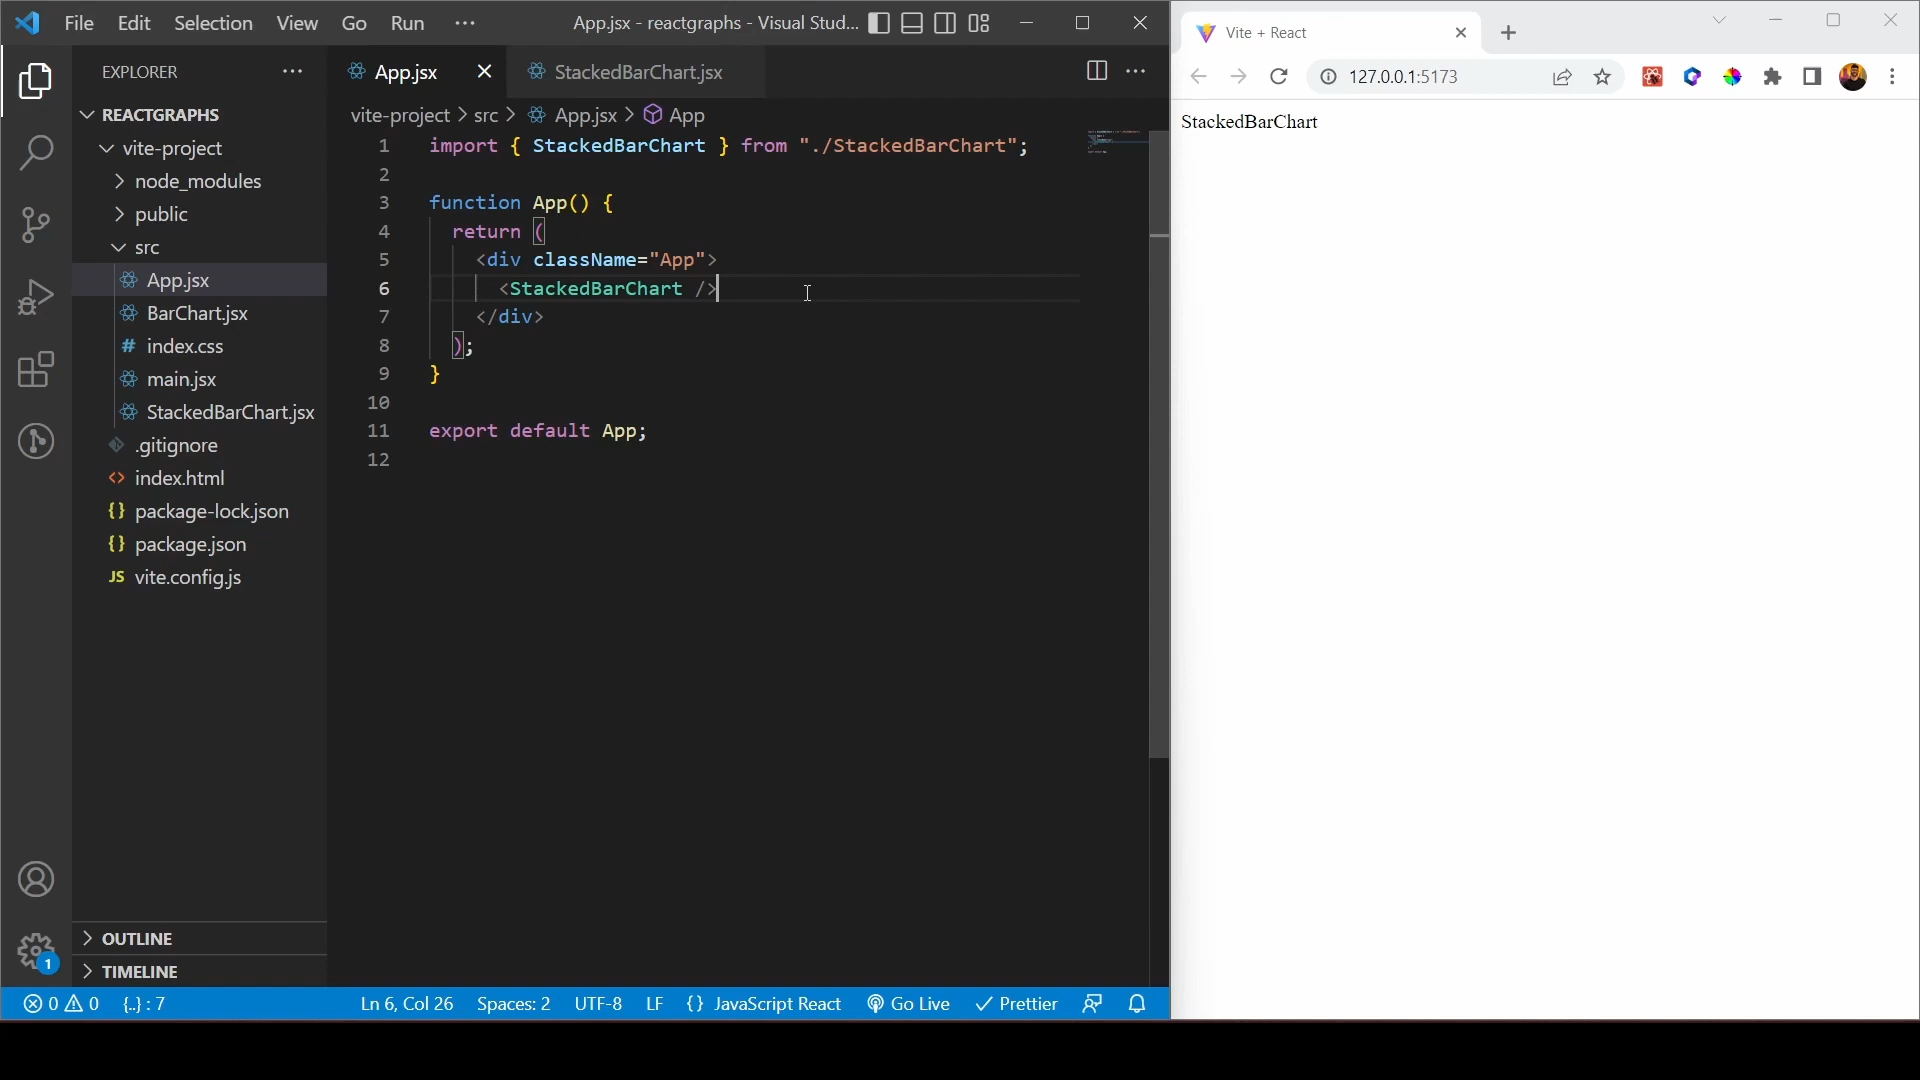 File Edit Selection View Go Run ··· App.jsx - reactgraphs - Visual Stud...
EXPLORER
REACTGRAPHS
vite-project
node_modules
public
src
App.jsx
BarChart.jsx
# index.css
main.jsx
StackedBarChart.jsx
.gitignore
<> index.html
{} package-lock.json
{} package.json
JS vite.config.js
OUTLINE
TIMELINE
1
App.jsx StackedBarChart.jsx
vite-project > src > App.jsx > App
1 import { StackedBarChart } from "./StackedBarChart";
2
3 function App() {
4 return (
5 <div className="App">
6 <StackedBarChart />
7 </div>
8 );
9 }
10
11 export default App;
12
0 0 {..} : 7 Ln 6, Col 26 Spaces: 2 UTF-8 LF {} JavaScript React Go Live Prettier
Vite + React
127.0.0.1:5173
StackedBarChart